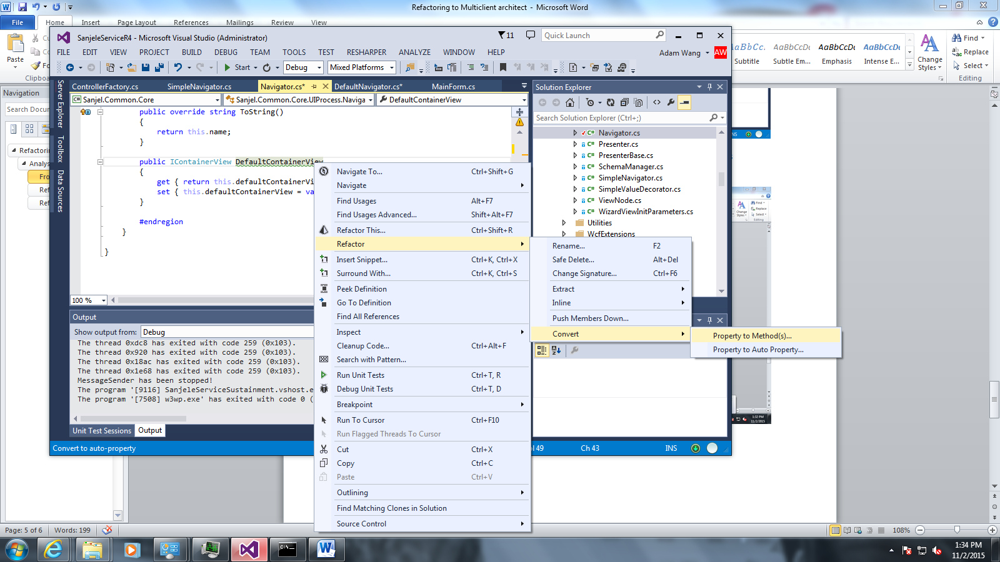 Refactoring to Multiclient architect - Microsoft Word
File
Home
Insert
Page Layout
References
Mailings
Review
View
Paste
Clipboa
Navigation
Search Docum
Refactorin
Analys
Fro
Ref
Ref
SanjeleServiceR4 - Microsoft Visual Studio (Administrator)
11
Quick Launch
FILE EDIT VIEW PROJECT BUILD DEBUG TEAM TOOLS TEST RESHARPER ANALYZE WINDOW HELP
Adam Wang
AW
Start
Debug
Mixed Platforms
Server Explorer
Toolbox
Data Sources
ControllerFactory.cs
SimpleNavigator.cs
Navigator.cs*
DefaultNavigator.cs*
MainForm.cs
Sanjel.Common.Core
Sanjel.Common.Core.UIProcess.Naviga
DefaultContainerView
public override string ToString()
{
return this.name;
}
public IContainerView DefaultContainerView
{
get { return this.defaultContainerVi
set { this.defaultContainerView = va
}
#endregion
}
}
100 %
Output
Show output from:
Debug
The thread 0xdc8 has exited with code 259 (0x103).
The thread 0x920 has exited with code 259 (0x103).
The thread 0x18ac has exited with code 259 (0x103).
The thread 0x1e68 has exited with code 259 (0x103).
MessageSender has been stopped!
The program '[9116] SanjeleServiceSustainment.vshost.e
The program '[7508] w3wp.exe' has exited with code 0 (
Unit Test Sessions
Output
Convert to auto-property
ol 49
Ch 43
INS
Solution Explorer
Search Solution Explorer (Ctrl+;)
Navigator.cs
Presenter.cs
PresenterBase.cs
SchemaManager.cs
SimpleNavigator.cs
SimpleValueDecorator.cs
ViewNode.cs
WizardViewInitParameters.cs
Utilities
WcfExtensions
Navigate To... Ctrl+Shift+G
Navigate
Find Usages Alt+F7
Find Usages Advanced... Shift+Alt+F7
Refactor This... Ctrl+Shift+R
Refactor
Insert Snippet... Ctrl+K, Ctrl+X
Surround With... Ctrl+K, Ctrl+S
Peek Definition
Go To Definition
Find All References
Inspect
Cleanup Code... Ctrl+Alt+F
Search with Pattern...
Run Unit Tests Ctrl+T, R
Debug Unit Tests Ctrl+T, D
Breakpoint
Run To Cursor Ctrl+F10
Run Flagged Threads To Cursor
Cut Ctrl+X
Copy Ctrl+C
Paste Ctrl+V
Outlining
Find Matching Clones in Solution
Source Control
Rename... F2
Safe Delete... Alt+Del
Change Signature... Ctrl+F6
Extract
Inline
Push Members Down...
Convert
Property to Method(s)...
Property to Auto Property...
AaBbCc.
AaBbCcDc
AaBbCcDc
AaBbCcDc
Subtitle
Subtle Em...
Emphasis
Intense E...
Change
Styles
Find
Replace
Select
Editing
Page: 5 of 6
Words: 199
108%
1:34 PM
11/2/2015